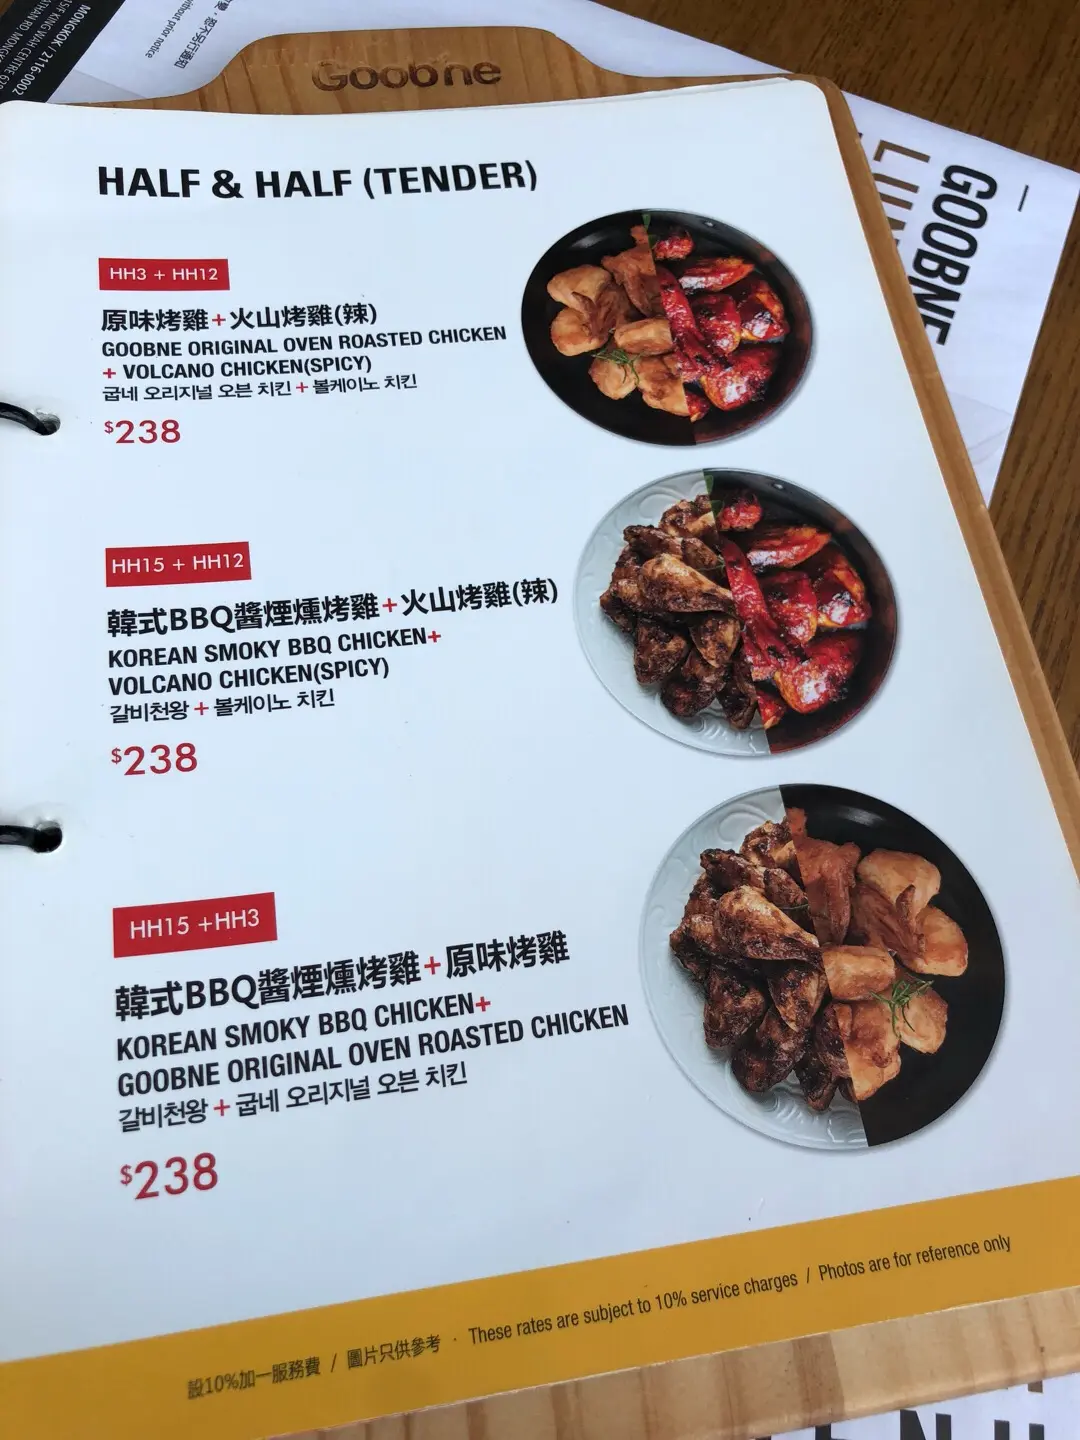 MONGKOK / 2116-0002
without prior notice
Goobne
GOOBNE
HALF & HALF (TENDER)
HH3 + HH12
原味烤雞+火山烤雞(辣)
GOOBNE ORIGINAL OVEN ROASTED CHICKEN
+ VOLCANO CHICKEN(SPICY)
굽네 오리지널 오븐 치킨 + 볼케이노 치킨
$238
HH15 + HH12
韓式BBQ醬煙燻烤雞+火山烤雞(辣)
KOREAN SMOKY BBQ CHICKEN+
VOLCANO CHICKEN(SPICY)
갈비천왕 + 볼케이노 치킨
$238
HH15 +HH3
韓式BBQ醬煙燻烤雞+原味烤雞
KOREAN SMOKY BBQ CHICKEN+
GOOBNE ORIGINAL OVEN ROASTED CHICKEN
갈비천왕 + 굽네 오리지널 오븐 치킨
$238
設10%加一服務費 / 圖片只供參考 · These rates are subject to 10% service charges / Photos are for reference only